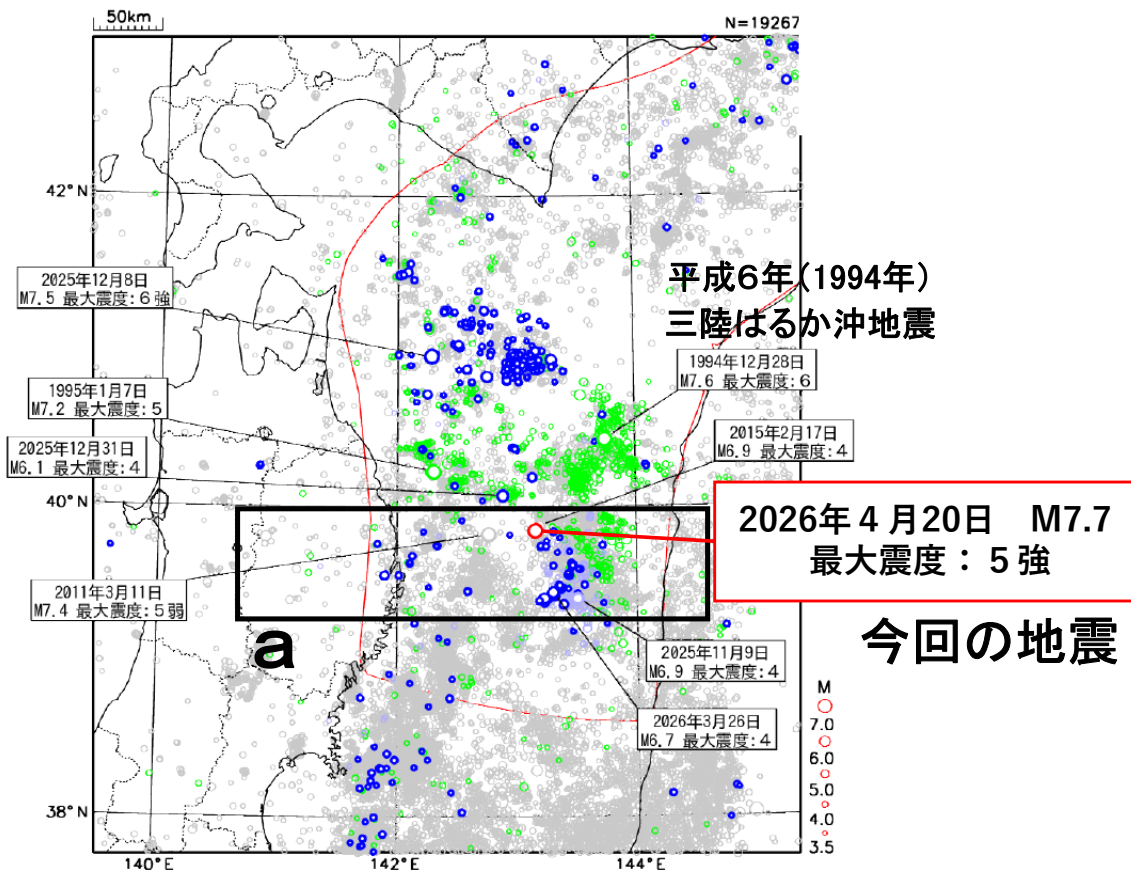 50km
N=19267
42°N
平成6年(1994年)
三陸はるか沖地震
2025年12月8日
M7.5 最大震度:6強
1994年12月28日
M7.6 最大震度:6
1995年1月7日
M7.2 最大震度:5
2015年2月17日
M6.9 最大震度:4
2025年12月31日
M6.1 最大震度:4
40°N
2026年4月20日 M7.7
最大震度:5強
2011年3月11日
M7.4 最大震度:5弱
a
今回の地震
2025年11月9日
M6.9 最大震度:4
2026年3月26日
M6.7 最大震度:4
M
7.0
6.0
5.0
4.0
3.5
38°N
140°E
142°E
144°E